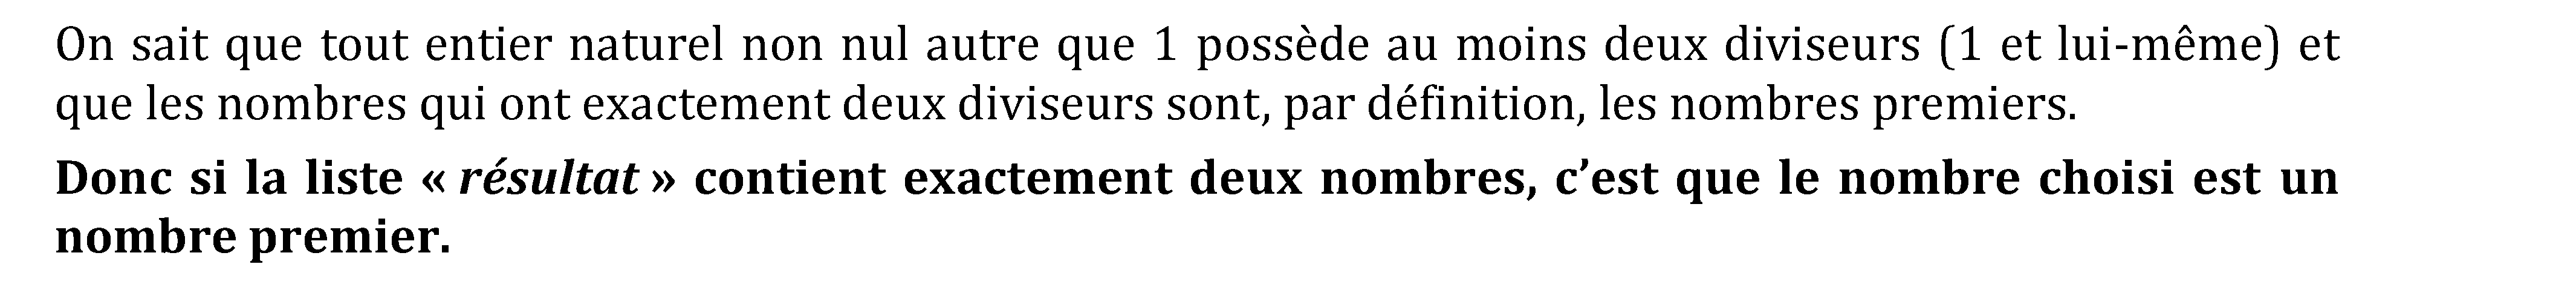 On sait que tout entier naturel non nul autre que 1 possède au moins deux diviseurs (1 et lui-même) et
que les nombres qui ont exactement deux diviseurs sont, par définition, les nombres premiers.
Donc si la liste « résultat » contient exactement deux nombres, c’est que le nombre choisi est un
nombre premier.